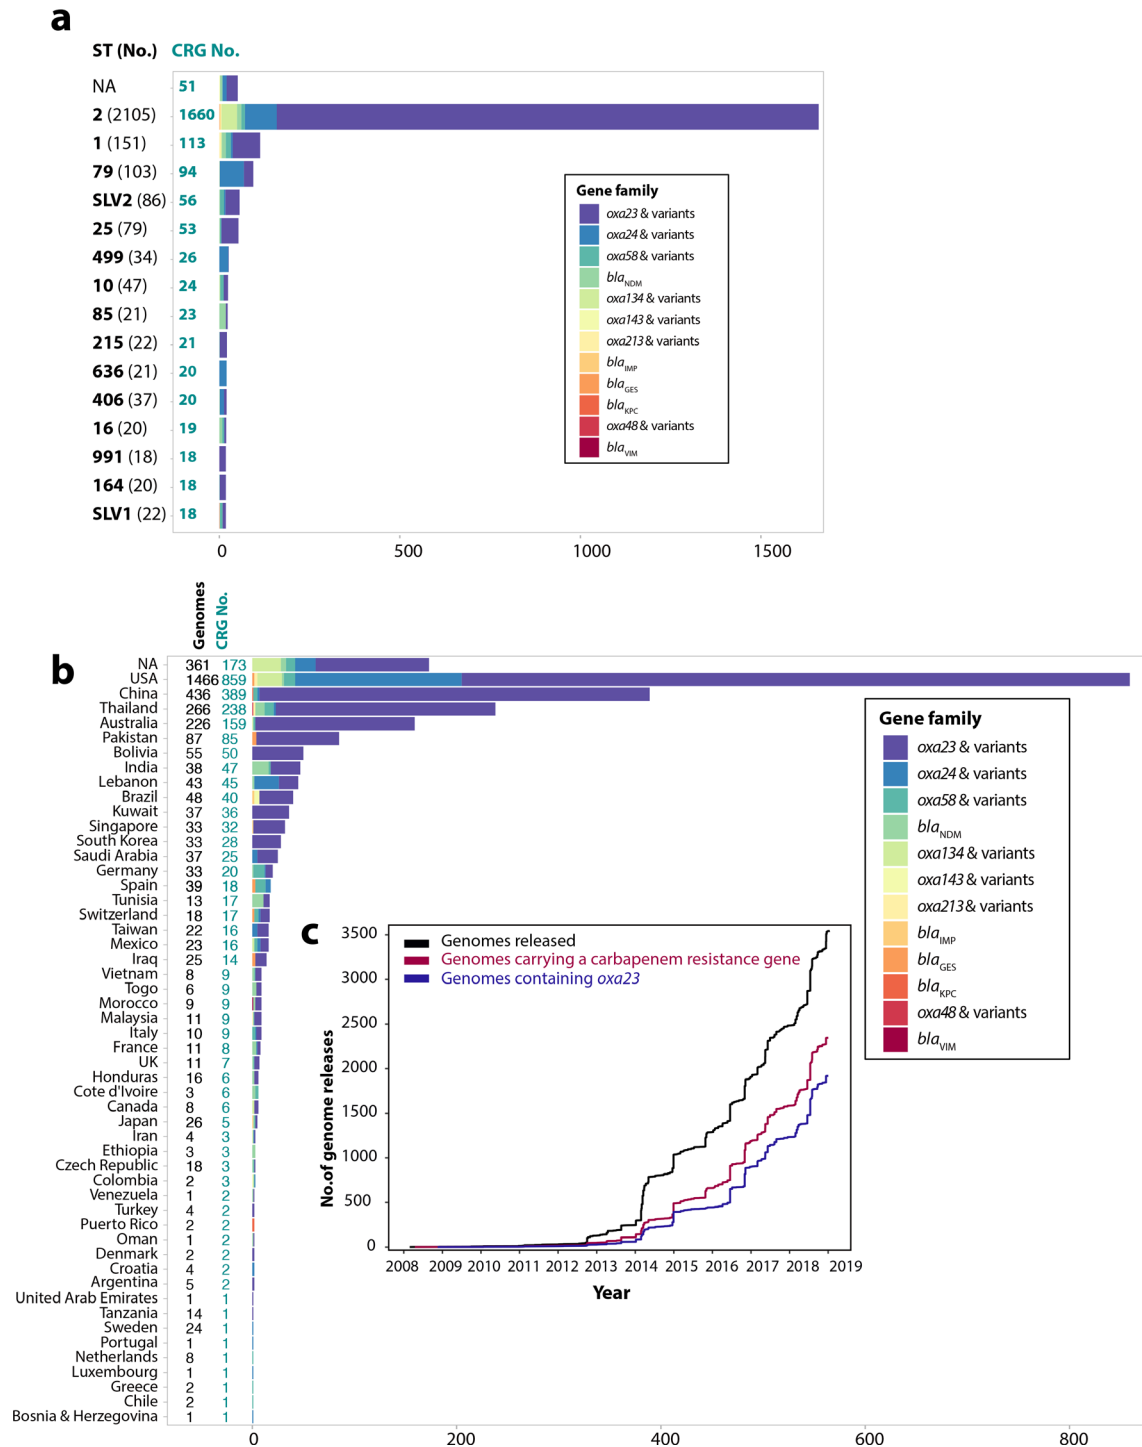 a
ST (No.) CRG No.
NA 51
2 (2105) 1660
1 (151) 113
79 (103) 94
SLV2 (86) 56
25 (79) 53
499 (34) 26
10 (47) 24
85 (21) 23
215 (22) 21
636 (21) 20
406 (37) 20
16 (20) 19
991 (18) 18
164 (20) 18
SLV1 (22) 18
0 500 1000 1500
Gene family
oxa23 & variants
oxa24 & variants
oxa58 & variants
blaNDM
oxa134 & variants
oxa143 & variants
oxa213 & variants
blaIMP
blaGES
blaKPC
oxa48 & variants
blaVIM
b
Genomes
CRG No.
NA 361 173
USA 1466 859
China 436 389
Thailand 266 238
Australia 226 159
Pakistan 87 85
Bolivia 55 50
India 38 47
Lebanon 43 45
Brazil 48 40
Kuwait 37 36
Singapore 33 32
South Korea 33 28
Saudi Arabia 37 25
Germany 33 20
Spain 39 18
Tunisia 13 17
Switzerland 18 17
Taiwan 22 16
Mexico 23 16
Iraq 25 14
Vietnam 8 9
Togo 6 9
Morocco 9 9
Malaysia 11 9
Italy 10 9
France 11 8
UK 11 7
Honduras 16 6
Cote d'Ivoire 3 6
Canada 8 6
Japan 26 5
Iran 4 3
Ethiopia 3 3
Czech Republic 18 3
Colombia 2 3
Venezuela 1 2
Turkey 4 2
Puerto Rico 2 2
Oman 1 2
Denmark 2 2
Croatia 4 2
Argentina 5 2
United Arab Emirates 1 1
Tanzania 14 1
Sweden 24 1
Portugal 1 1
Netherlands 8 1
Luxembourg 1 1
Greece 2 1
Chile 2 1
Bosnia & Herzegovina 1 1
0 200 400 600 800
Gene family
oxa23 & variants
oxa24 & variants
oxa58 & variants
blaNDM
oxa134 & variants
oxa143 & variants
oxa213 & variants
blaIMP
blaGES
blaKPC
oxa48 & variants
blaVIM
c
Genomes released
Genomes carrying a carbapenem resistance gene
Genomes containing oxa23
No.of genome releases
3500
3000
2500
2000
1500
1000
500
0
2008 2009 2010 2011 2012 2013 2014 2015 2016 2017 2018 2019
Year